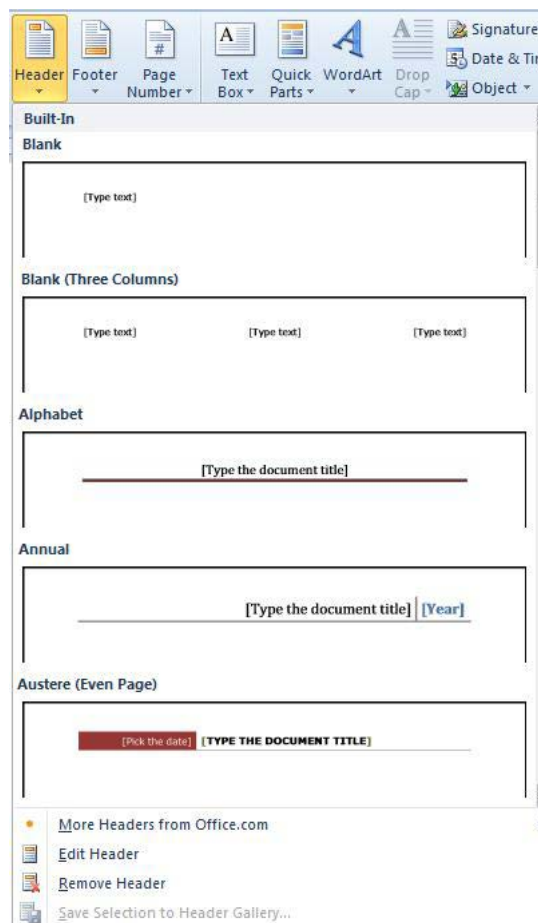 Signature
Date & Ti
Object
Header Footer Page Number Text Box Quick Parts WordArt Drop Cap
Built-In
Blank
[Type text]
Blank (Three Columns)
[Type text] [Type text] [Type text]
Alphabet
[Type the document title]
Annual
[Type the document title] [Year]
Austere (Even Page)
[Pick the date] [TYPE THE DOCUMENT TITLE]
More Headers from Office.com
Edit Header
Remove Header
Save Selection to Header Gallery...